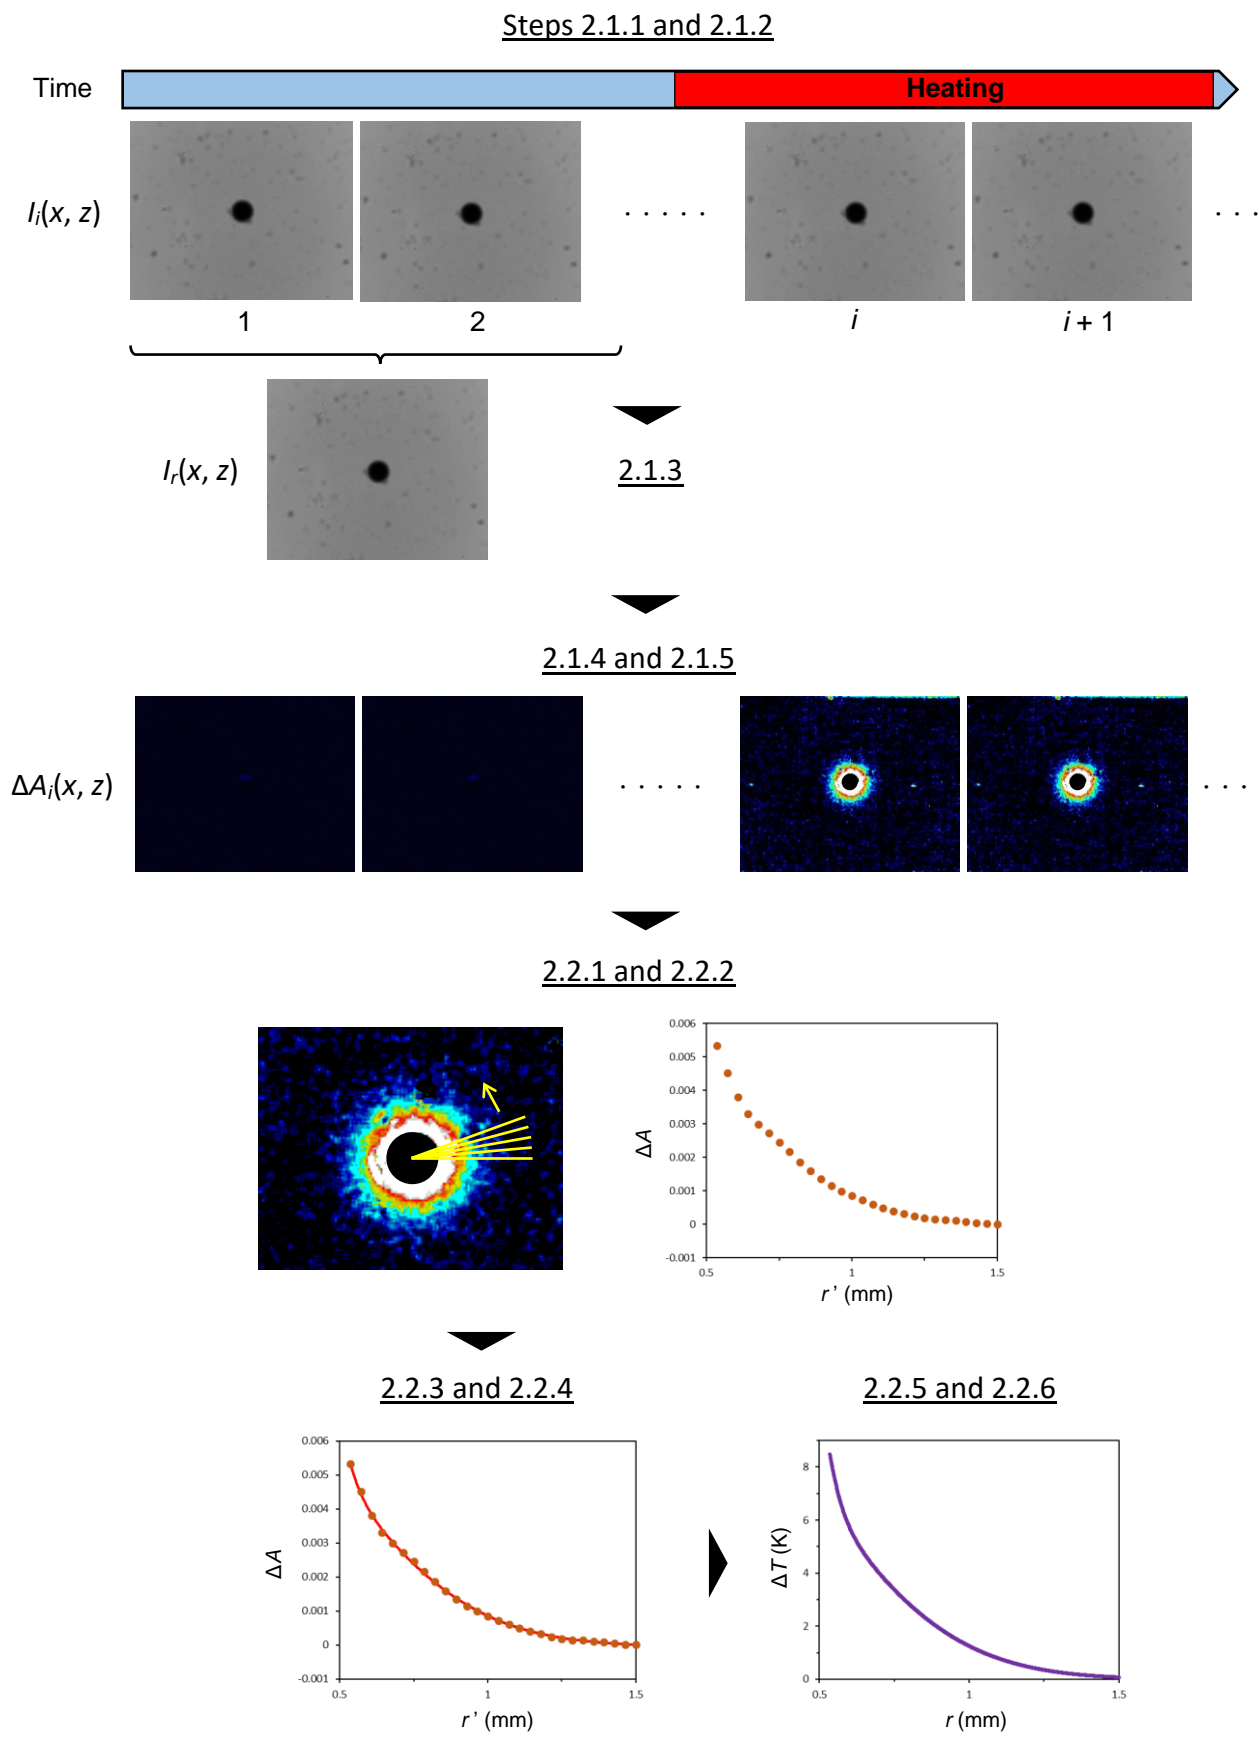 Steps 2.1.1 and 2.1.2
Time
Heating
Iᵢ(x, z)
· · · · ·
· · ·
1
2
i
i + 1
Iᵣ(x, z)
2.1.3
2.1.4 and 2.1.5
ΔAᵢ(x, z)
· · · · ·
· · ·
2.2.1 and 2.2.2
0.006
0.005
0.004
0.003
0.002
0.001
0
-0.001
ΔA
0.5
1
1.5
r ' (mm)
2.2.3 and 2.2.4
0.006
0.005
0.004
0.003
0.002
0.001
0
-0.001
ΔA
0.5
1
1.5
r ' (mm)
2.2.5 and 2.2.6
8
6
4
2
0
ΔT (K)
0.5
1
1.5
r (mm)